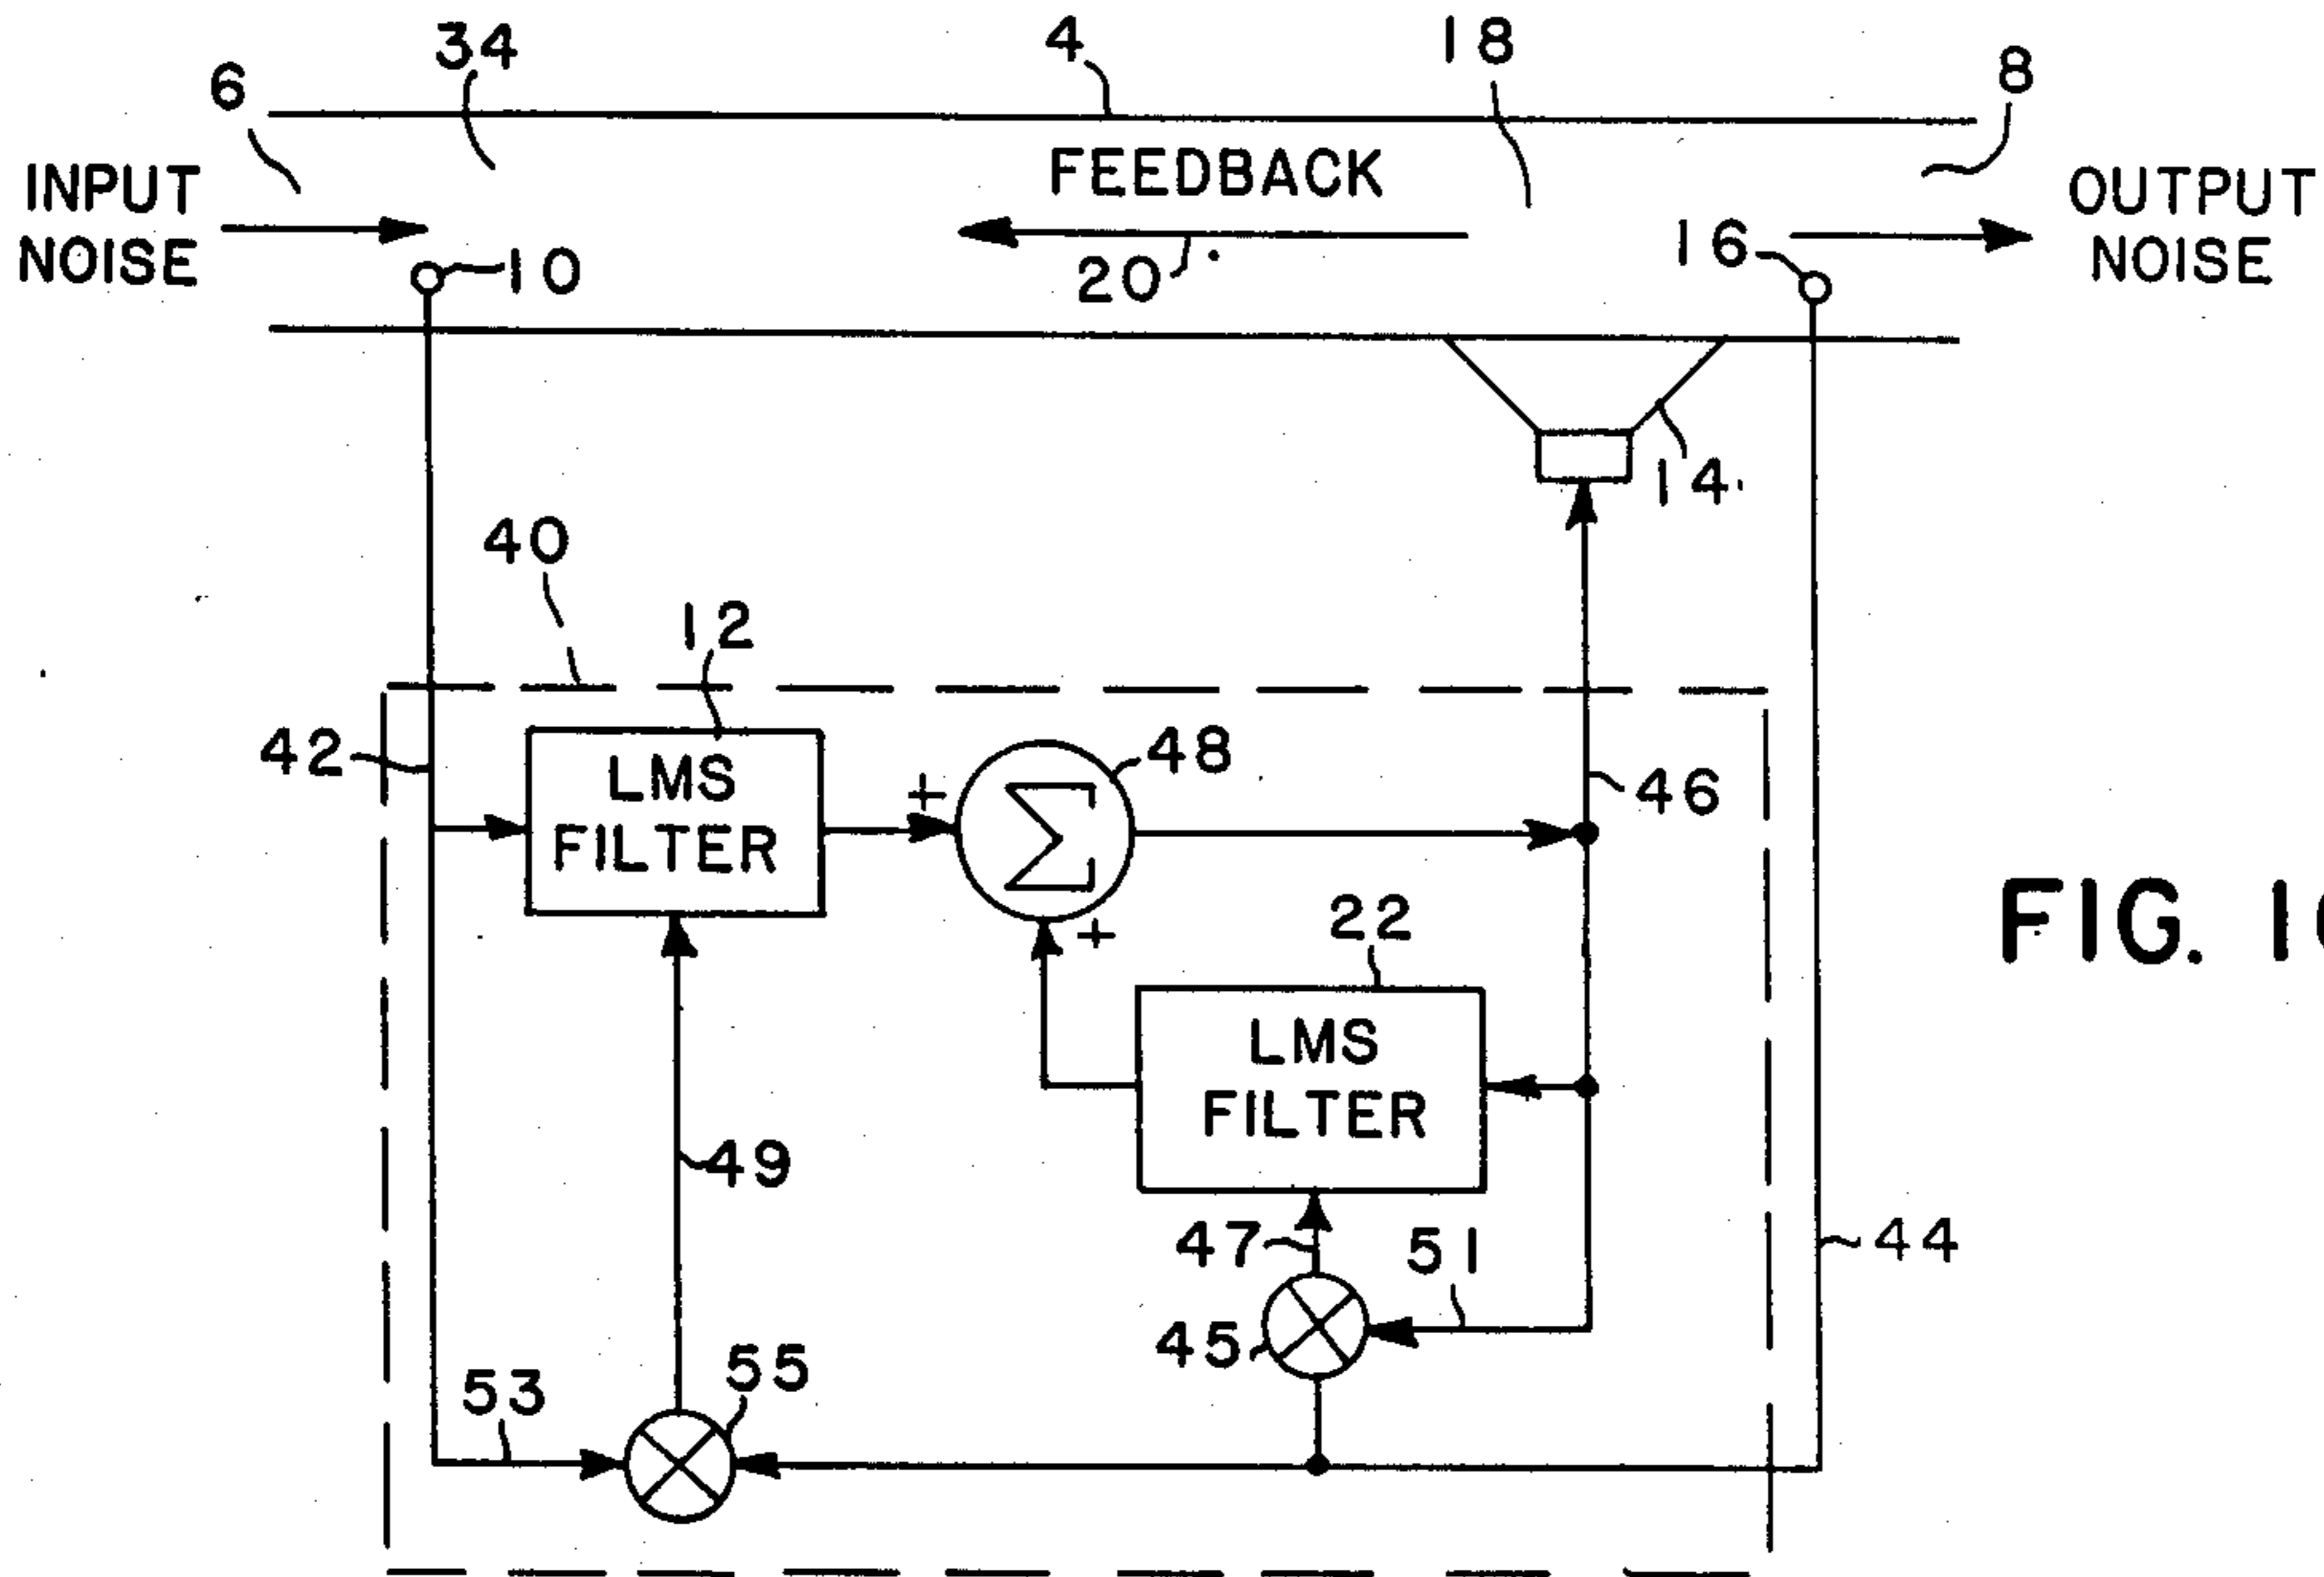 34
4
18
8
6
INPUT
NOISE
FEEDBACK
OUTPUT
NOISE
10
20
16
14
40
12
42
LMS
FILTER
+
Σ
48
46
+
22
LMS
FILTER
49
47
51
44
45
53
55
FIG.